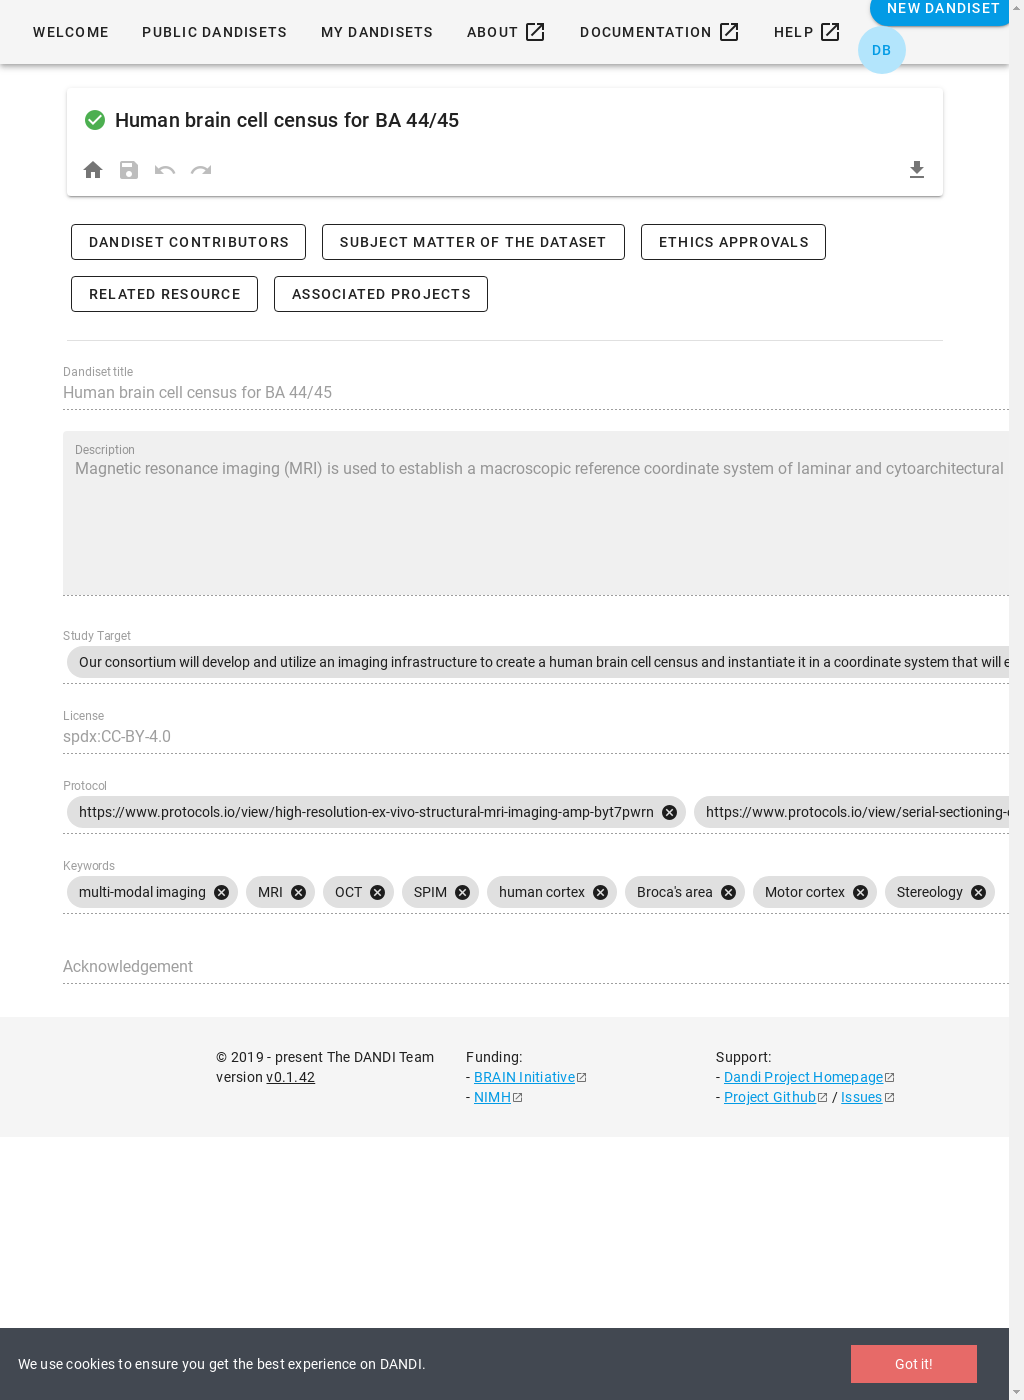 WELCOME PUBLIC DANDISETS MY DANDISETS ABOUT DOCUMENTATION HELP NEW DANDISET
DB
Human brain cell census for BA 44/45
DANDISET CONTRIBUTORS SUBJECT MATTER OF THE DATASET ETHICS APPROVALS
RELATED RESOURCE ASSOCIATED PROJECTS
Dandiset title
Human brain cell census for BA 44/45
Description
Magnetic resonance imaging (MRI) is used to establish a macroscopic reference coordinate system of laminar and cytoarchitectural
Study Target
Our consortium will develop and utilize an imaging infrastructure to create a human brain cell census and instantiate it in a coordinate system that will
License
spdx:CC-BY-4.0
Protocol
https://www.protocols.io/view/high-resolution-ex-vivo-structural-mri-imaging-amp-byt7pwrn https://www.protocols.io/view/serial-sectioning-
Keywords
multi-modal imaging MRI OCT SPIM human cortex Broca's area Motor cortex Stereology
Acknowledgement
© 2019 - present The DANDI Team Funding: Support:
version v0.1.42 - BRAIN Initiative - Dandi Project Homepage
- NIMH - Project Github / Issues
We use cookies to ensure you get the best experience on DANDI. Got it!